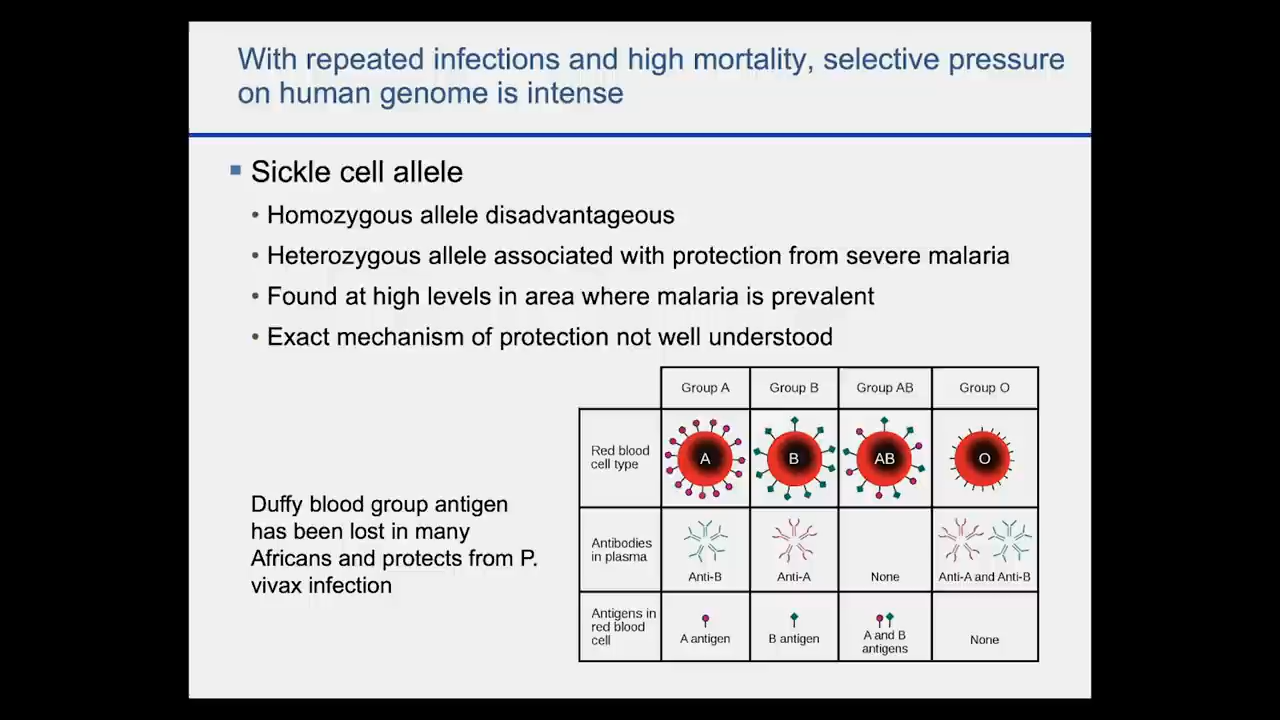 With repeated infections and high mortality, selective pressure
on human genome is intense
Sickle cell allele
• Homozygous allele disadvantageous
• Heterozygous allele associated with protection from severe malaria
• Found at high levels in area where malaria is prevalent
• Exact mechanism of protection not well understood
Duffy blood group antigen
has been lost in many
Africans and protects from P.
vivax infection
Group A Group B Group AB Group O
Red blood
cell type
A B AB O
Antibodies
in plasma
Anti-B Anti-A None Anti-A and Anti-B
Antigens in
red blood
cell
A antigen B antigen A and B
antigens
None